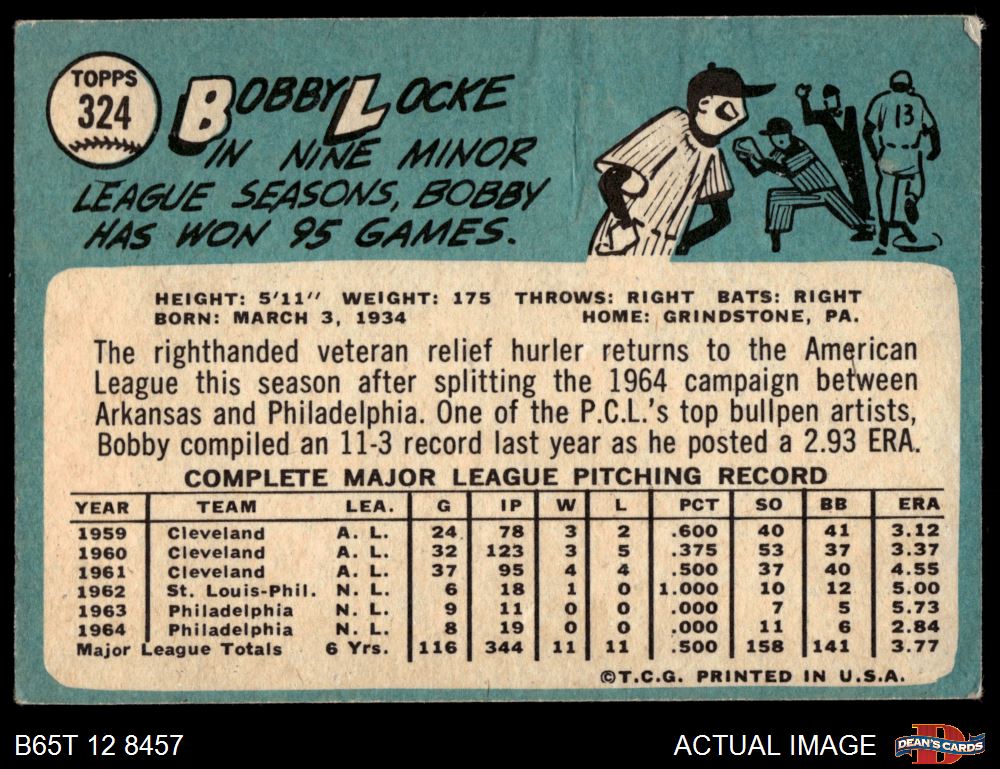 TOPPS
324
BOBBY LOCKE
IN NINE MINOR
LEAGUE SEASONS, BOBBY
HAS WON 95 GAMES.
13
HEIGHT: 5'11" WEIGHT: 175 THROWS: RIGHT BATS: RIGHT
BORN: MARCH 3, 1934 HOME: GRINDSTONE, PA.
The righthanded veteran relief hurler returns to the American
League this season after splitting the 1964 campaign between
Arkansas and Philadelphia. One of the P.C.L.'s top bullpen artists,
Bobby compiled an 11-3 record last year as he posted a 2.93 ERA.
COMPLETE MAJOR LEAGUE PITCHING RECORD
YEAR TEAM LEA. G IP W L PCT SO BB ERA
1959 Cleveland A. L. 24 78 3 2 .600 40 41 3.12
1960 Cleveland A. L. 32 123 3 5 .375 53 37 3.37
1961 Cleveland A. L. 37 95 4 4 .500 37 40 4.55
1962 St. Louis-Phil. N. L. 6 18 1 0 1.000 10 12 5.00
1963 Philadelphia N. L. 9 11 0 0 .000 7 5 5.73
1964 Philadelphia N. L. 8 19 0 0 .000 11 6 2.84
Major League Totals 6 Yrs. 116 344 11 11 .500 158 141 3.77
©T.C.G. PRINTED IN U.S.A.
B65T 12 8457
ACTUAL IMAGE
D
DEAN'S CARDS